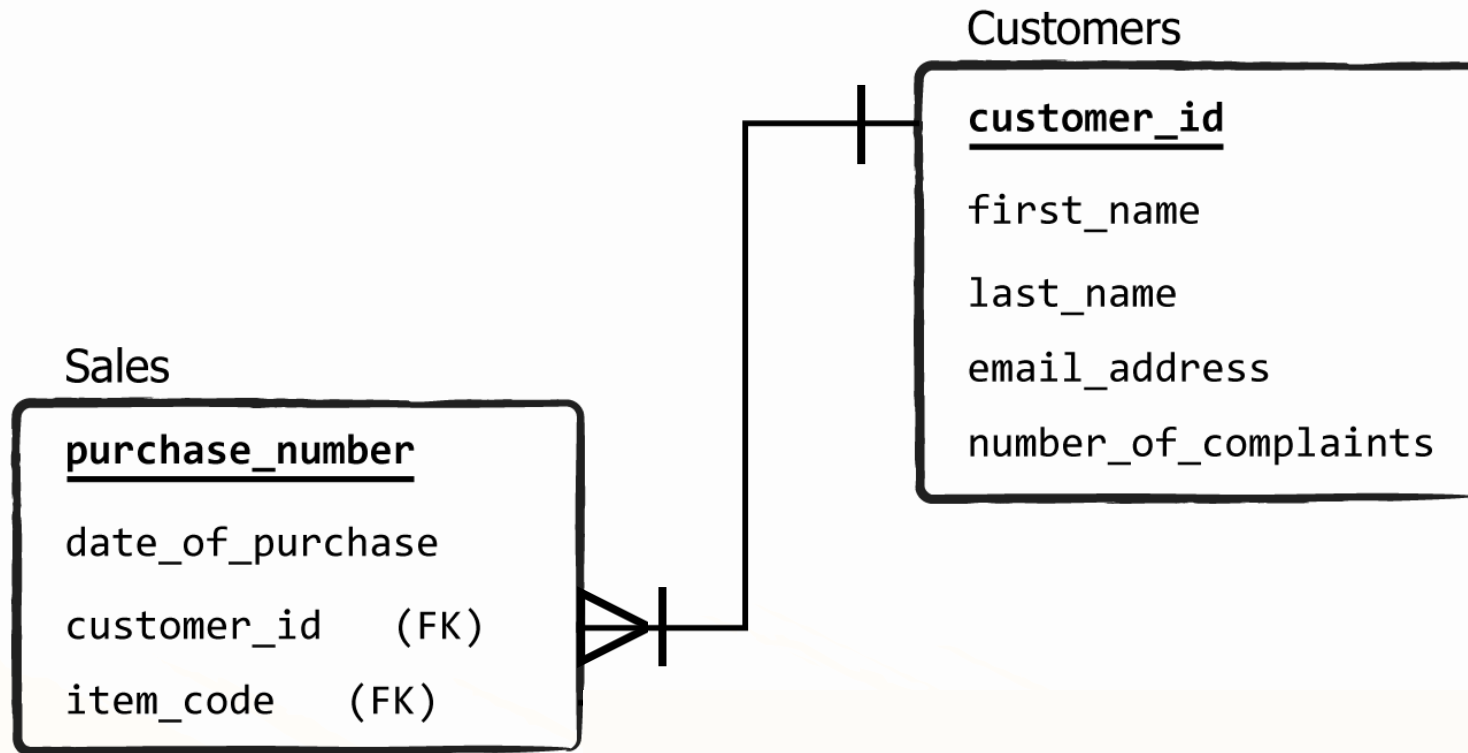 Customers
customer_id
first_name
last_name
email_address
number_of_complaints
Sales
purchase_number
date_of_purchase
customer_id (FK)
item_code (FK)